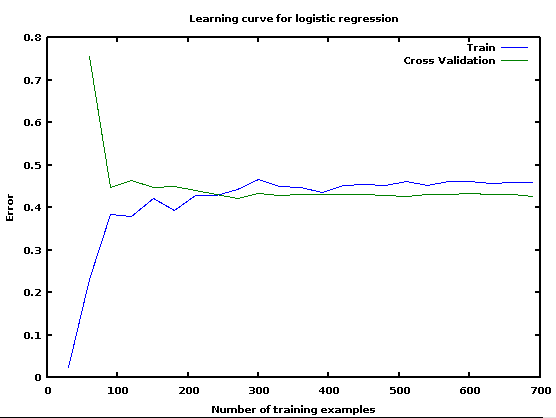 Learning curve for logistic regression
Train
Cross Validation
0.8
0.7
0.6
0.5
0.4
0.3
0.2
0.1
0
Error
0 100 200 300 400 500 600 700
Number of training examples